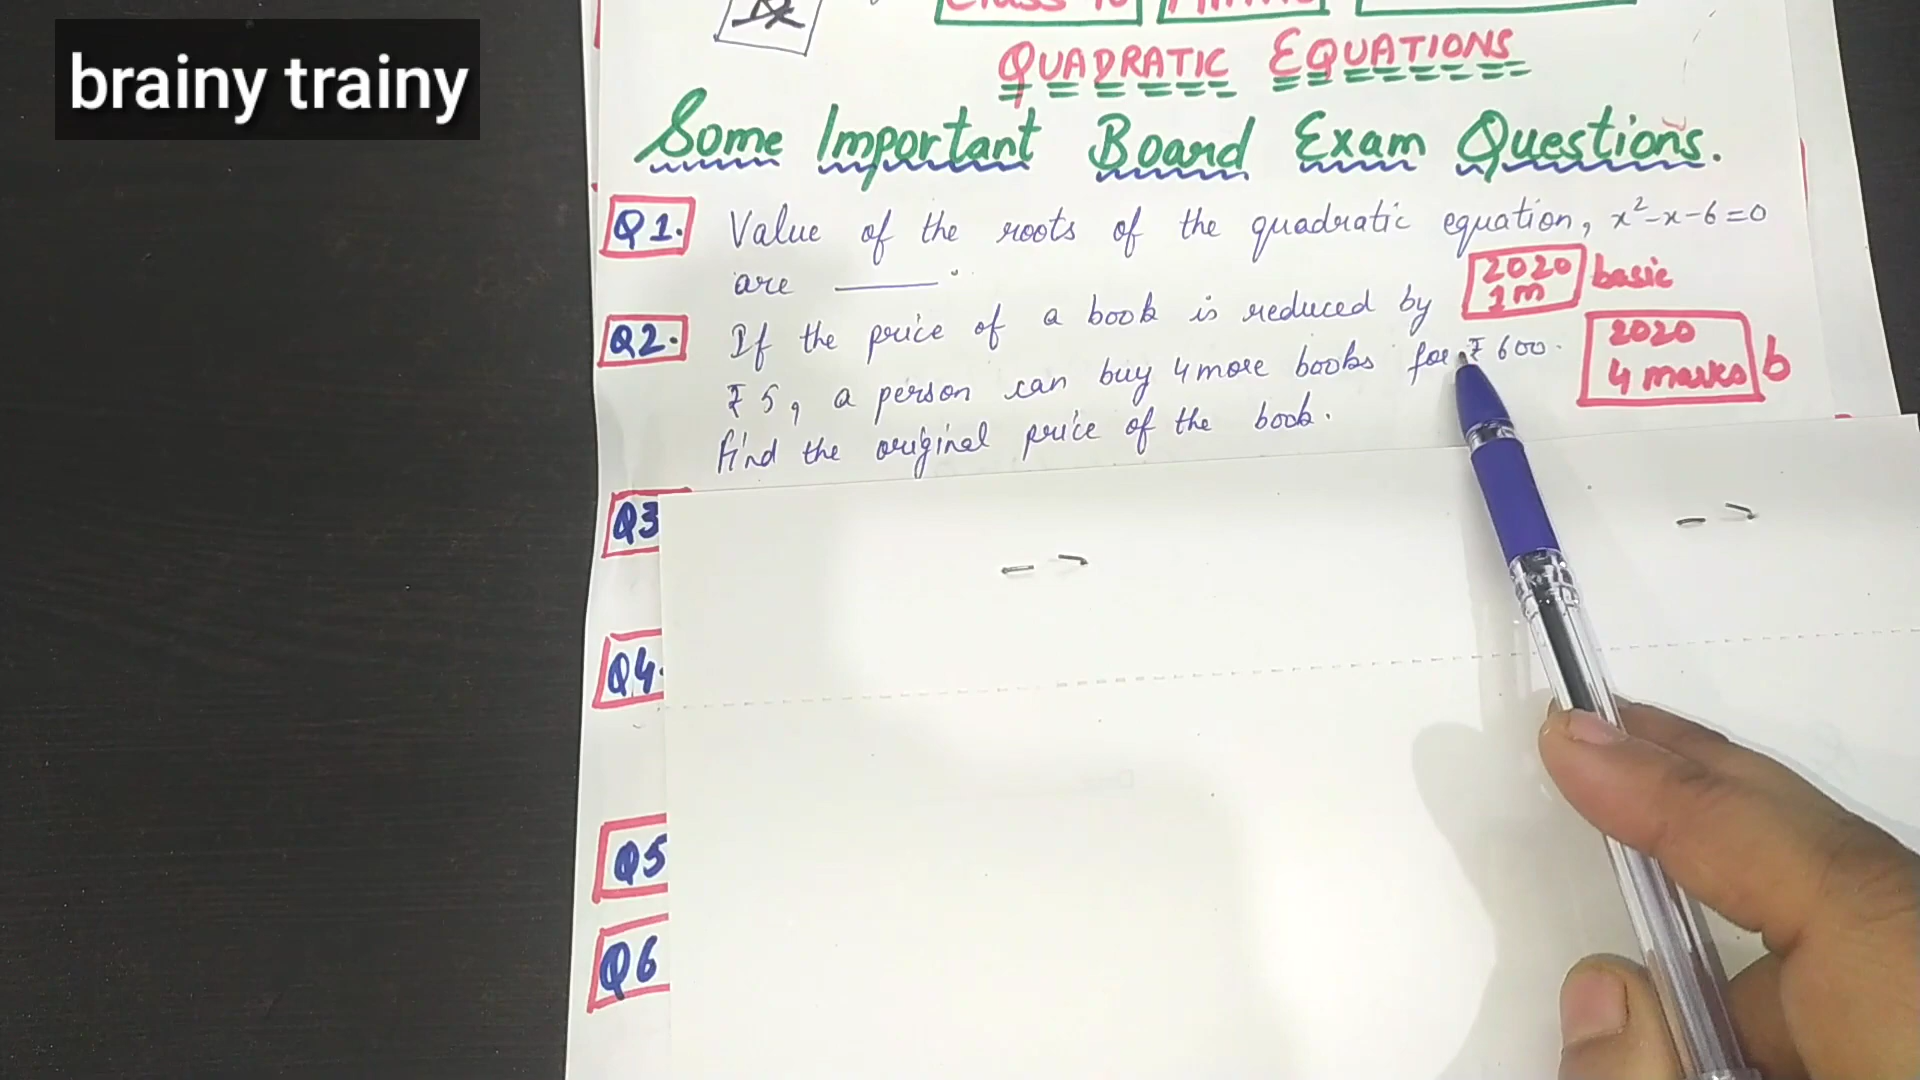 brainy trainy
QUADRATIC EQUATIONS
Some Important Board Exam Questions.
Q1. Value of the roots of the quadratic equation, x²-x-6=0
are ______.
2020
1m
basic
Q2. If the price of a book is reduced by
₹ 5, a person can buy 4 more books for ₹ 600.
find the original price of the book.
2020
4 marks
b
Q3
Q4.
Q5
Q6